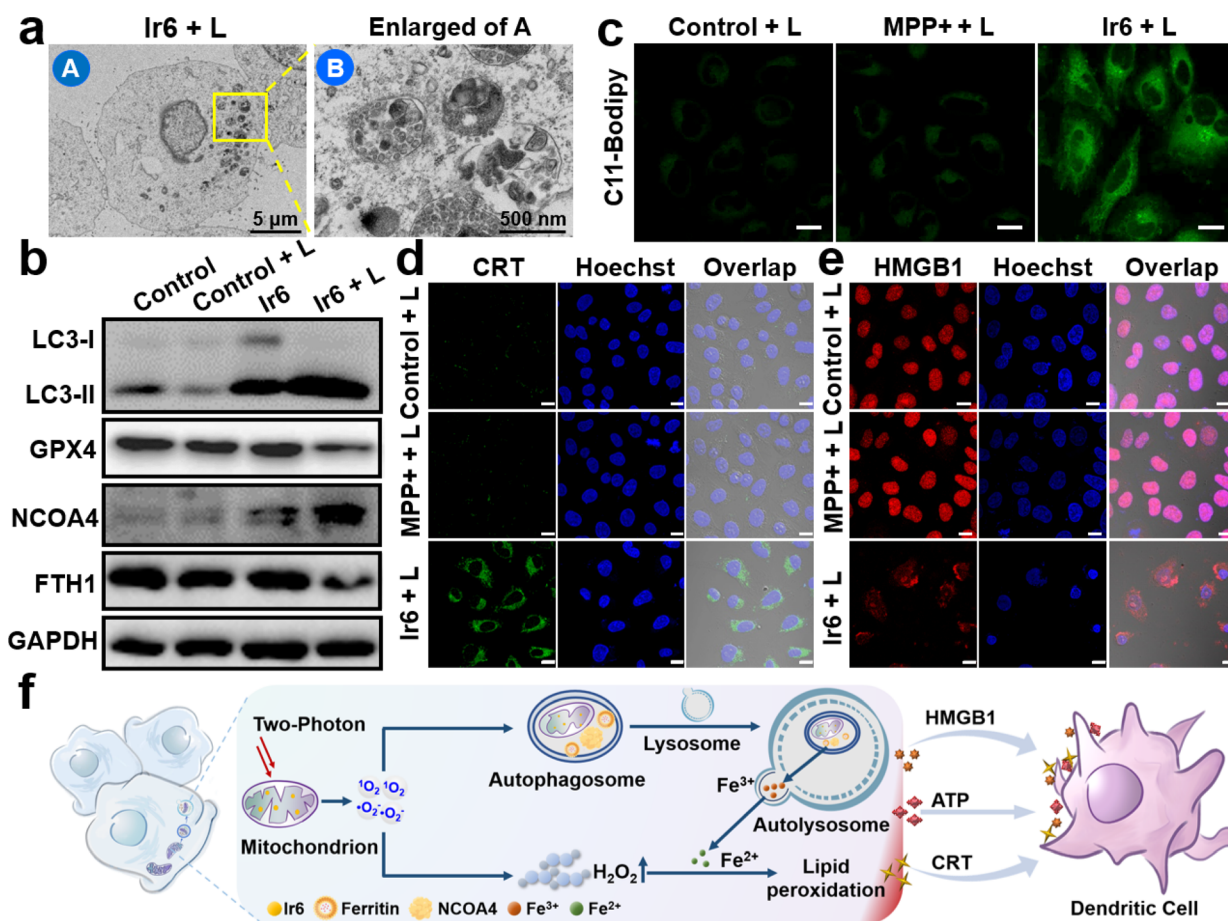 a
Ir6 + L
Enlarged of A
A
B
5 µm
500 nm
c
Control + L
MPP+ + L
Ir6 + L
C11-Bodipy
b
Control
Control + L
Ir6
Ir6 + L
LC3-I
LC3-II
GPX4
NCOA4
FTH1
GAPDH
d
CRT
Hoechst
Overlap
Control + L
MPP+ + L
Ir6 + L
e
HMGB1
Hoechst
Overlap
Control + L
MPP+ + L
Ir6 + L
f
Two-Photon
Mitochondrion
¹O₂ ¹O₂
•O₂⁻ •O₂⁻
Autophagosome
Lysosome
Fe³⁺
Autolysosome
H₂O₂
Fe²⁺
Lipid
peroxidation
HMGB1
ATP
CRT
Dendritic Cell
Ir6 Ferritin NCOA4 Fe³⁺ Fe²⁺